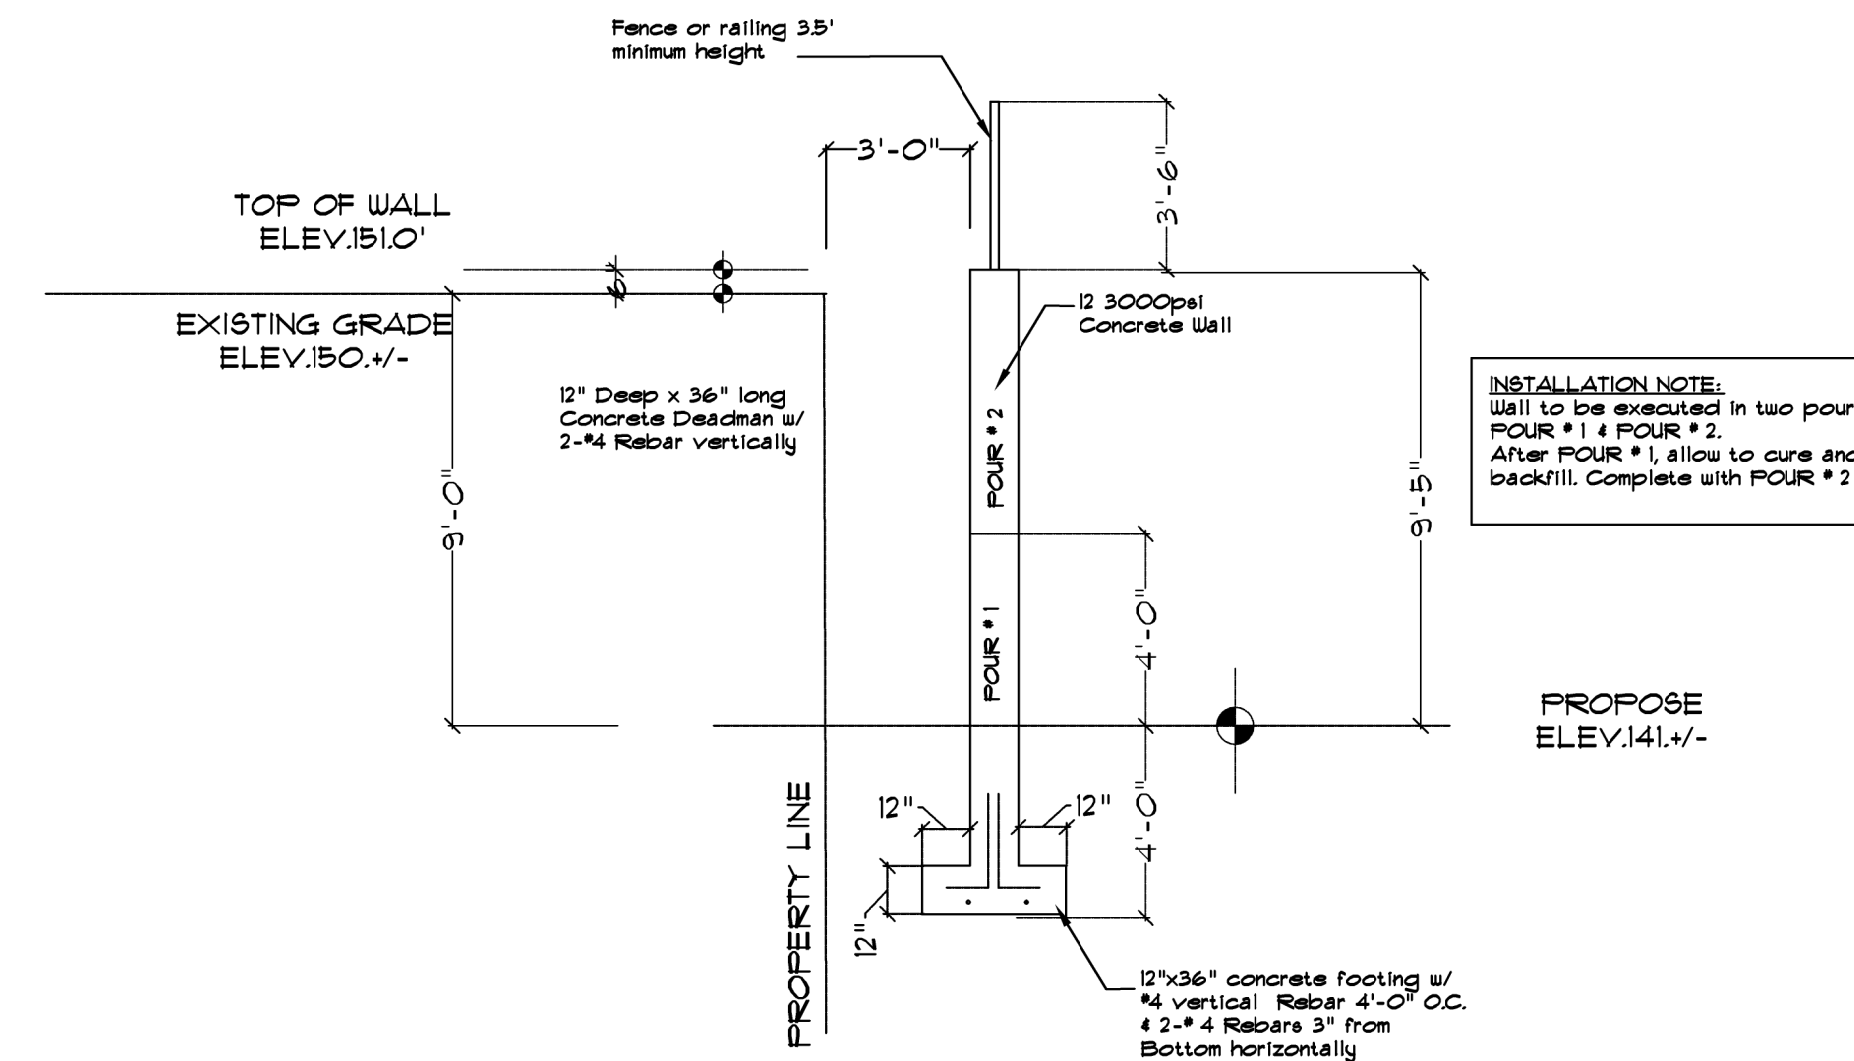 Fence or railing 3.5'
minimum height
3'-0"
3'-6"
TOP OF WALL
ELEV.151.0'
6"
EXISTING GRADE
ELEV.150.+/-
12 3000psi
Concrete Wall
12" Deep x 36" long
Concrete Deadman w/
2-#4 Rebar vertically
INSTALLATION NOTE:
Wall to be executed in two pour
POUR # 1 & POUR # 2.
After POUR # 1, allow to cure and
backfill. Complete with POUR # 2
POUR # 2
9'-0"
9'-5"
4'-0"
POUR # 1
PROPOSE
ELEV.141.+/-
12"
12"
4'-0"
12"
PROPERTY LINE
12"x36" concrete footing w/
#4 vertical Rebar 4'-0" O.C.
& 2-# 4 Rebars 3" from
Bottom horizontally